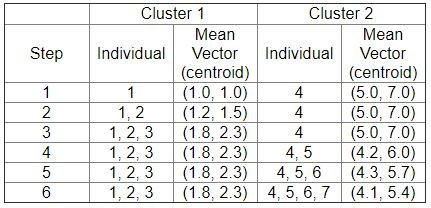 Cluster 1 Cluster 2
Step Individual Mean Vector (centroid) Individual Mean Vector (centroid)
1 1 (1.0, 1.0) 4 (5.0, 7.0)
2 1, 2 (1.2, 1.5) 4 (5.0, 7.0)
3 1, 2, 3 (1.8, 2.3) 4 (5.0, 7.0)
4 1, 2, 3 (1.8, 2.3) 4, 5 (4.2, 6.0)
5 1, 2, 3 (1.8, 2.3) 4, 5, 6 (4.3, 5.7)
6 1, 2, 3 (1.8, 2.3) 4, 5, 6, 7 (4.1, 5.4)